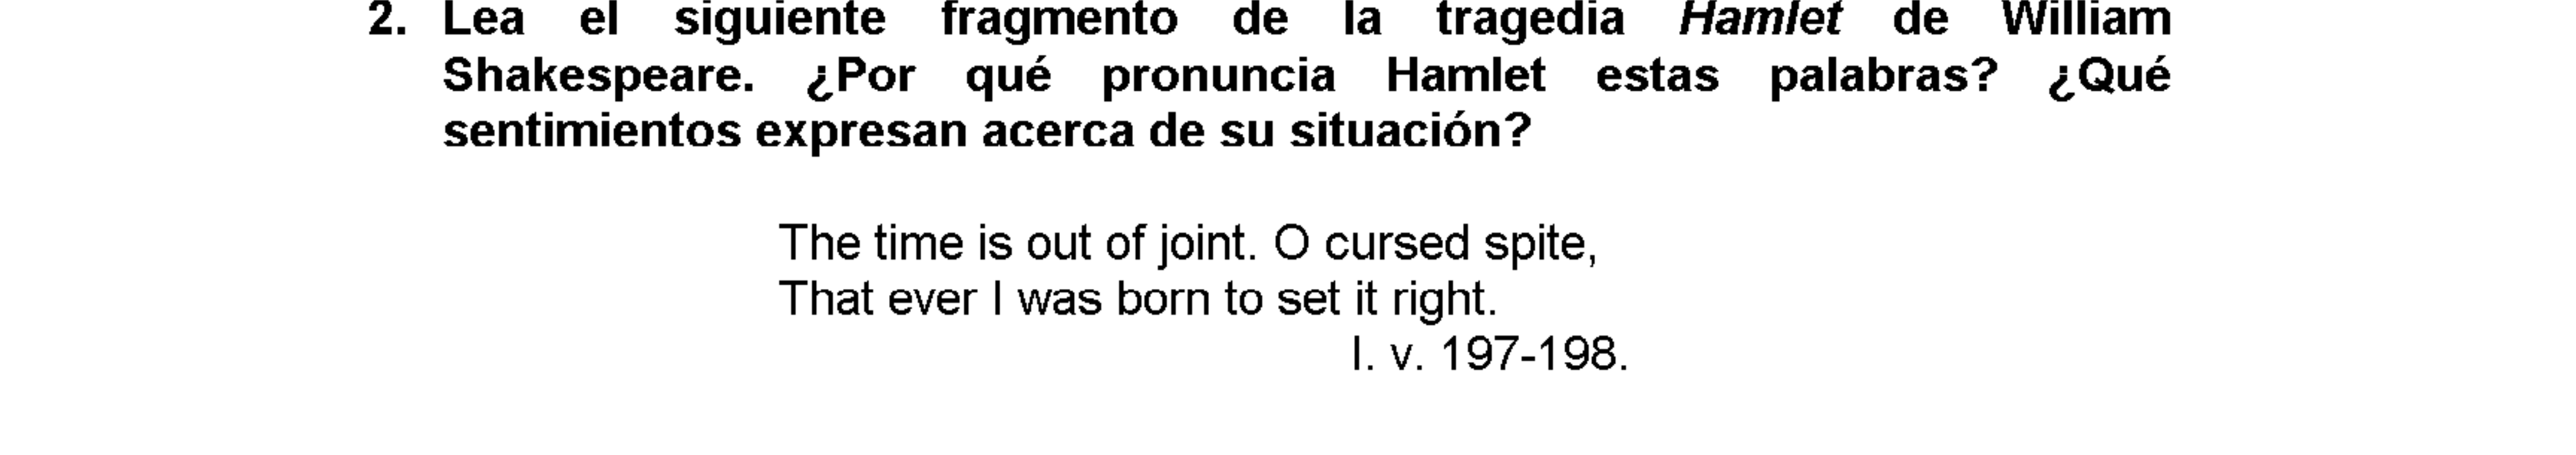 2. Lea el siguiente fragmento de la tragedia Hamlet de William
Shakespeare. ¿Por qué pronuncia Hamlet estas palabras? ¿Qué
sentimientos expresan acerca de su situación?
The time is out of joint. O cursed spite,
That ever I was born to set it right.
I. v. 197-198.